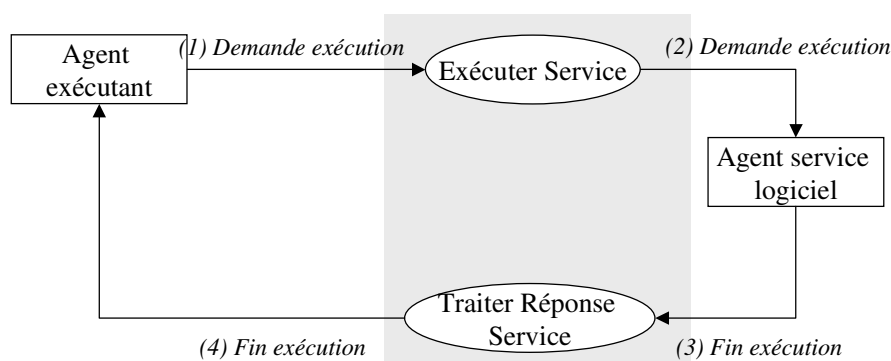 Agent
exécutant
(1) Demande exécution
Exécuter Service
(2) Demande exécution
Agent service
logiciel
Traiter Réponse
Service
(3) Fin exécution
(4) Fin exécution